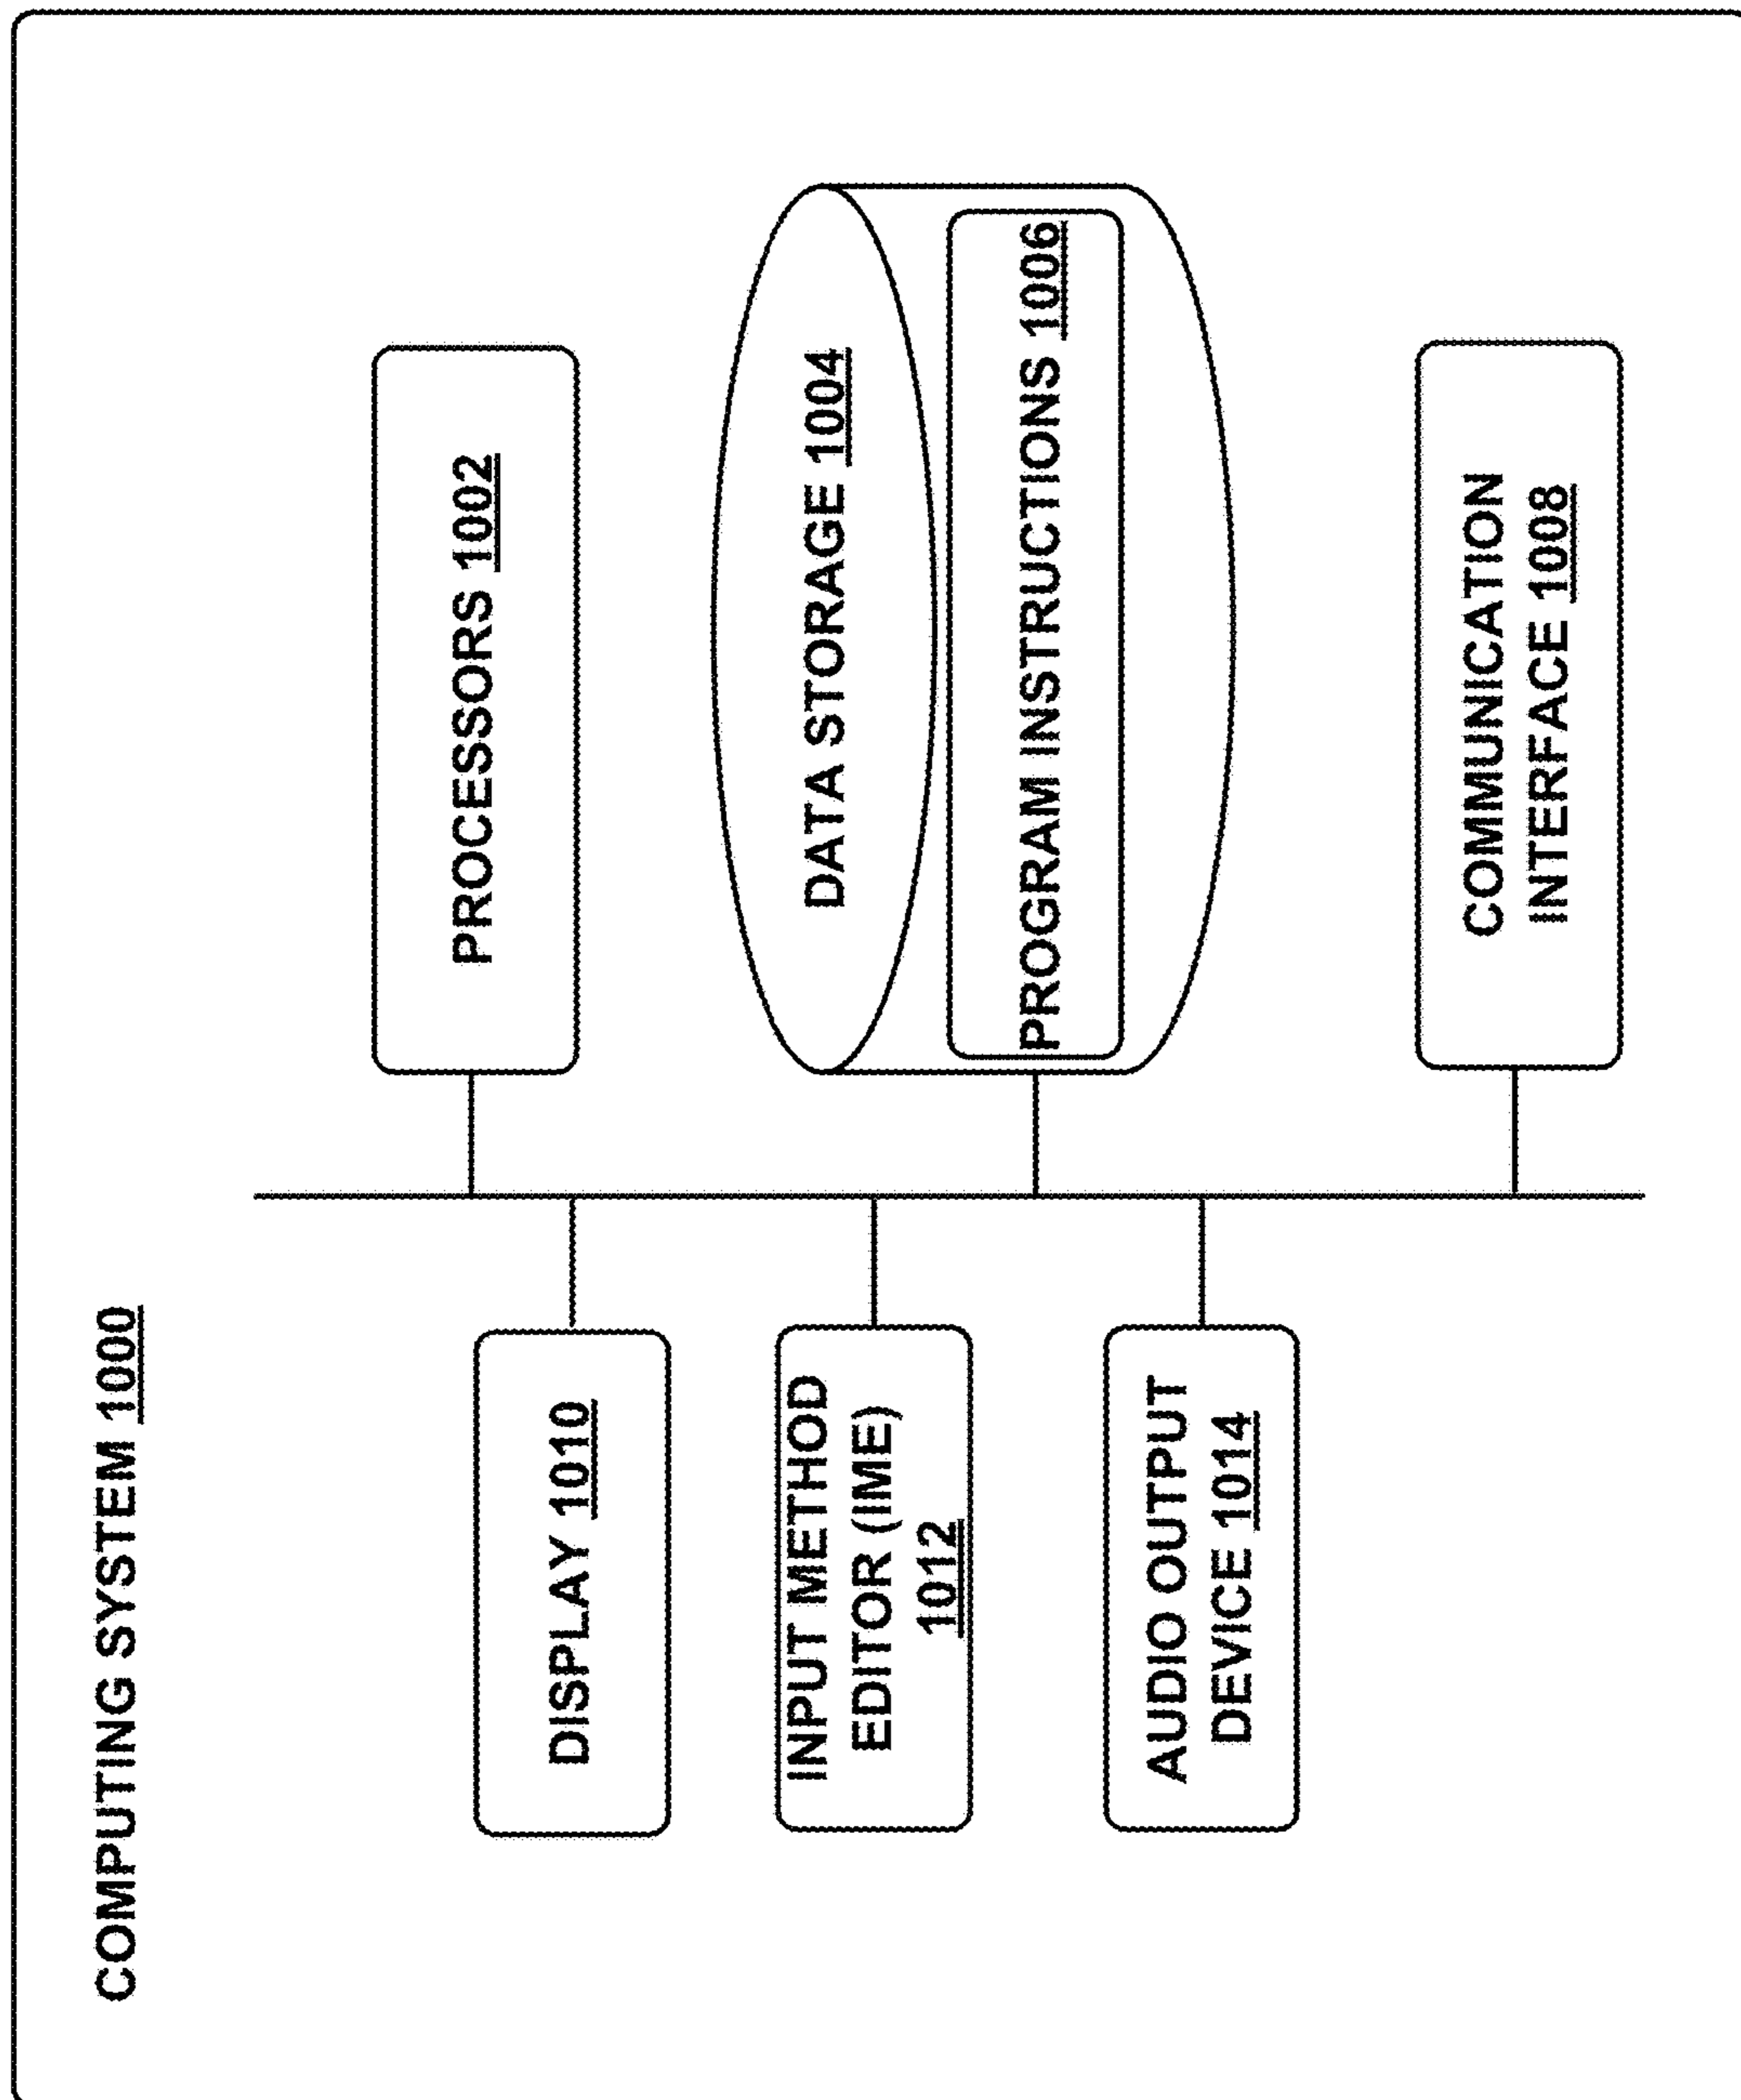 COMPUTING SYSTEM 1000
DISPLAY 1010
INPUT METHOD
EDITOR (IME)
1012
AUDIO OUTPUT
DEVICE 1014
PROCESSORS 1002
DATA STORAGE 1004
PROGRAM INSTRUCTIONS 1006
COMMUNICATION
INTERFACE 1008